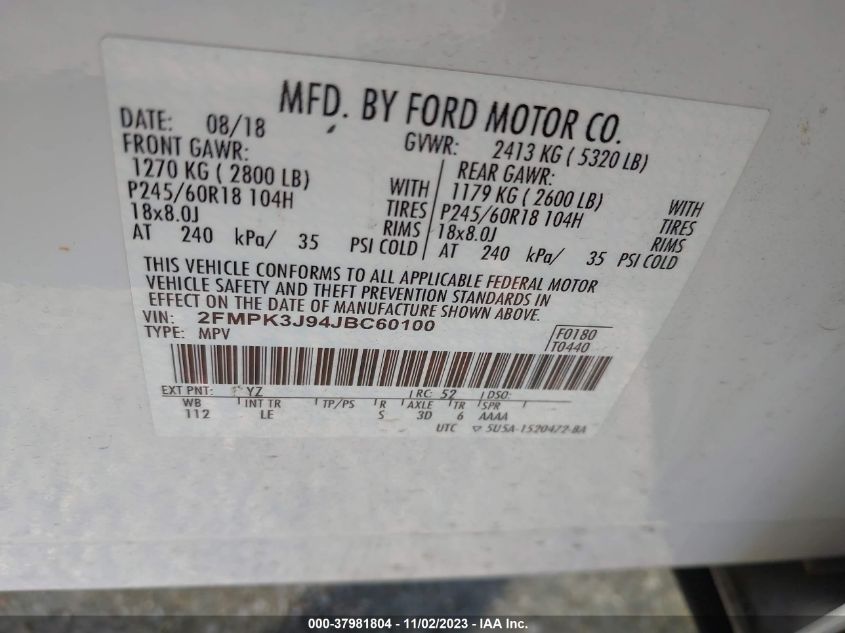 MFD. BY FORD MOTOR CO.
DATE: 08/18 GVWR: 2413 KG ( 5320 LB)
FRONT GAWR: REAR GAWR:
1270 KG ( 2800 LB) WITH 1179 KG ( 2600 LB) WITH
P245/60R18 104H TIRES P245/60R18 104H TIRES
18x8.0J RIMS 18x8.0J RIMS
AT 240 kPa/ 35 PSI COLD AT 240 kPa/ 35 PSI COLD
THIS VEHICLE CONFORMS TO ALL APPLICABLE FEDERAL MOTOR
VEHICLE SAFETY AND THEFT PREVENTION STANDARDS IN
EFFECT ON THE DATE OF MANUFACTURE SHOWN ABOVE.
VIN: 2FMPK3J94JBC60100
TYPE: MPV F0180
T0440
EXT PNT: YZ RC: 52 DSO:
WB INT TR TP/PS R AXLE TR SPR
112 LE S 3D 6 AAAA
UTC ▽ 5U5A-1520472-BA
000-37981804 - 11/02/2023 - IAA Inc.